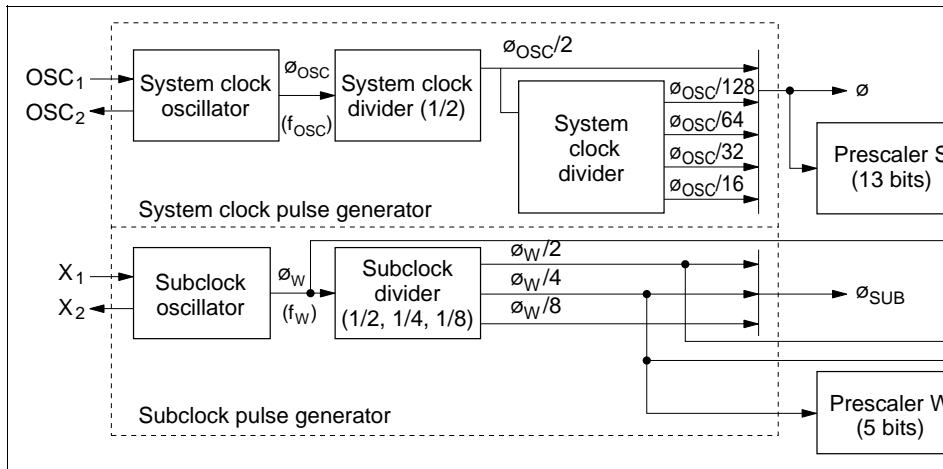 OSC1
OSC2
System clock
oscillator
øOSC
(fOSC)
System clock
divider (1/2)
øOSC/2
System
clock
divider
øOSC/128
øOSC/64
øOSC/32
øOSC/16
ø
Prescaler S
(13 bits)
System clock pulse generator
X1
X2
Subclock
oscillator
øW
(fW)
Subclock
divider
(1/2, 1/4, 1/8)
øW/2
øW/4
øW/8
øSUB
Prescaler W
(5 bits)
Subclock pulse generator